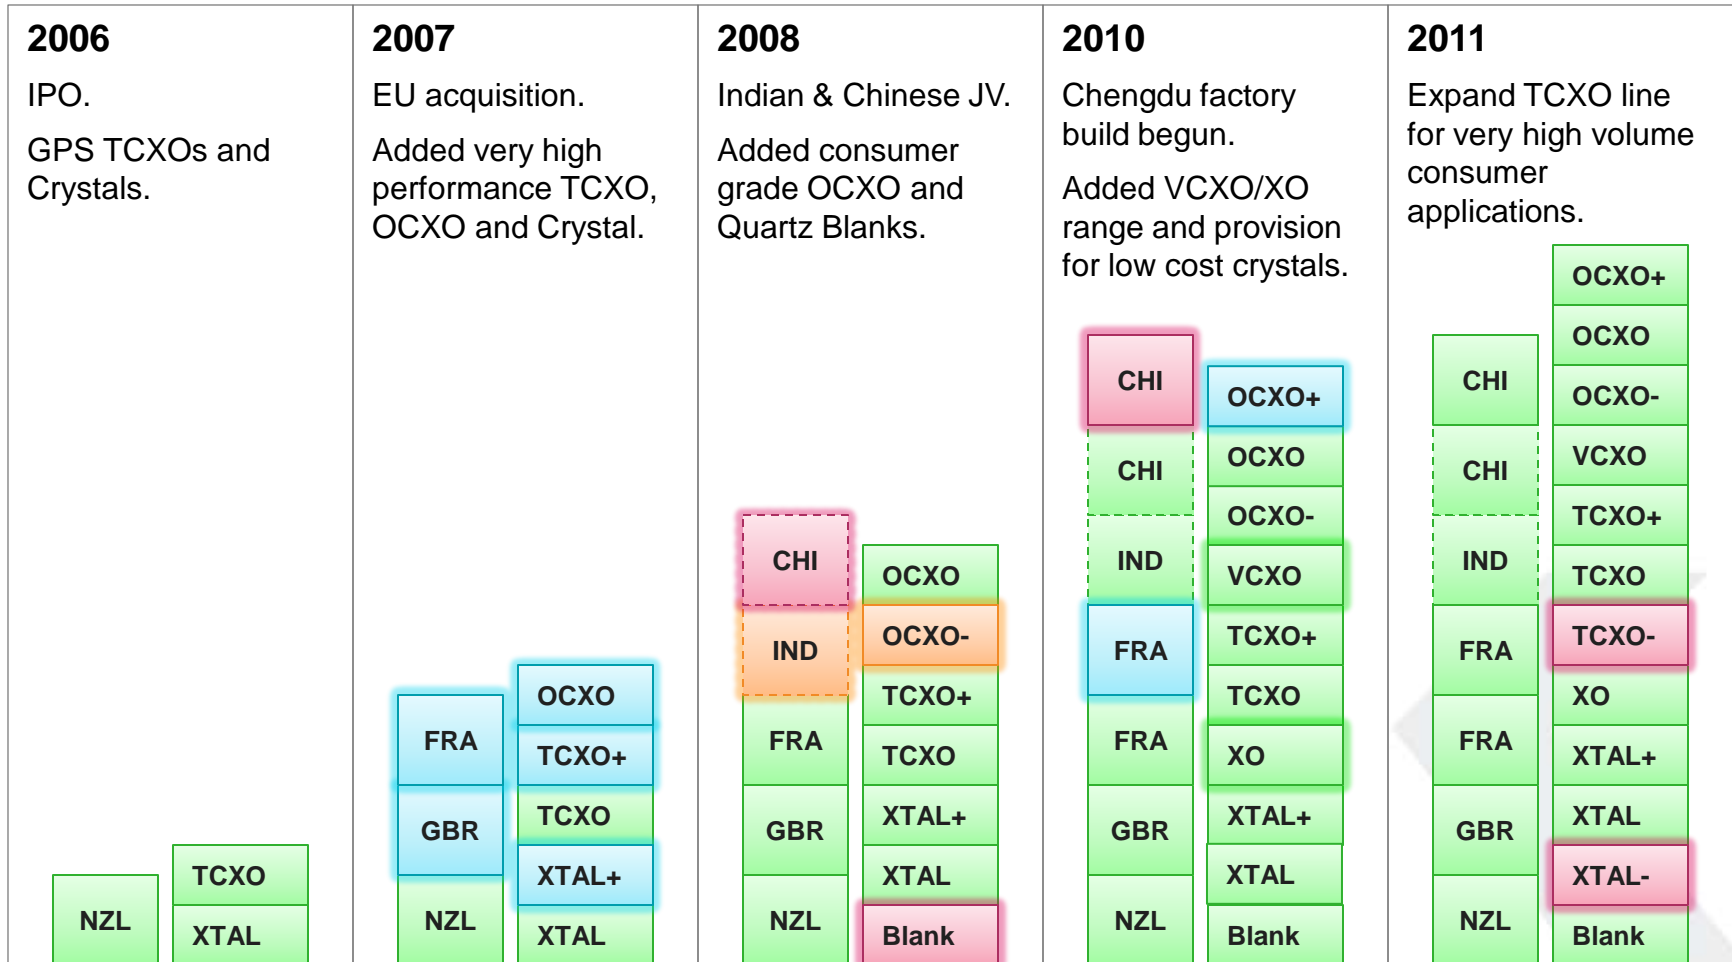 2006
IPO.
GPS TCXOs and
Crystals.
TCXO
NZL
XTAL
2007
EU acquisition.
Added very high
performance TCXO,
OCXO and Crystal.
FRA
GBR
NZL
OCXO
TCXO+
TCXO
XTAL+
XTAL
2008
Indian & Chinese JV.
Added consumer
grade OCXO and
Quartz Blanks.
CHI
IND
FRA
GBR
NZL
OCXO
OCXO-
TCXO+
TCXO
XTAL+
XTAL
Blank
2010
Chengdu factory
build begun.
Added VCXO/XO
range and provision
for low cost crystals.
CHI
CHI
IND
FRA
FRA
GBR
NZL
OCXO+
OCXO
OCXO-
VCXO
TCXO+
TCXO
XO
XTAL+
XTAL
Blank
2011
Expand TCXO line
for very high volume
consumer
applications.
CHI
CHI
IND
FRA
FRA
GBR
NZL
OCXO+
OCXO
OCXO-
VCXO
TCXO+
TCXO
TCXO-
XO
XTAL+
XTAL
XTAL-
Blank